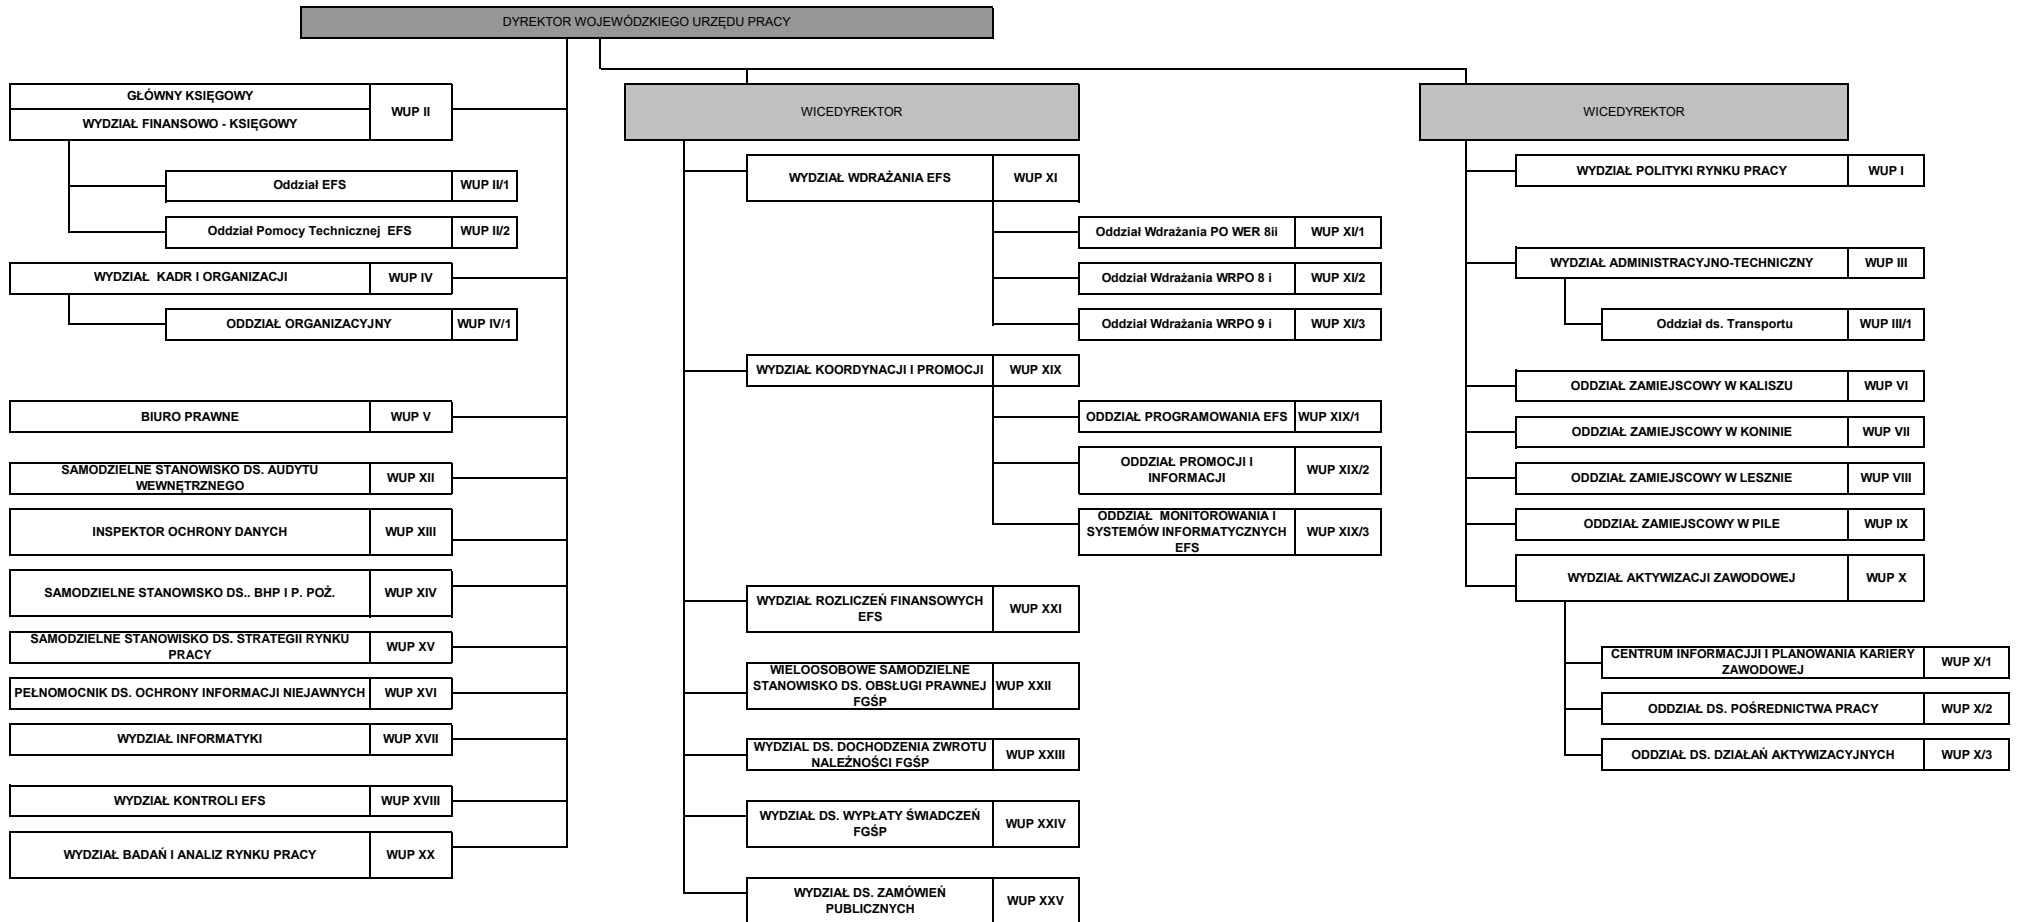 DYREKTOR WOJEWÓDZKIEGO URZĘDU PRACY
GŁÓWNY KSIĘGOWY
WYDZIAŁ FINANSOWO - KSIĘGOWY
WUP II
Oddział EFS
WUP II/1
Oddział Pomocy Technicznej EFS
WUP II/2
WYDZIAŁ KADR I ORGANIZACJI
WUP IV
ODDZIAŁ ORGANIZACYJNY
WUP IV/1
BIURO PRAWNE
WUP V
SAMODZIELNE STANOWISKO DS. AUDYTU
WEWNĘTRZNEGO
WUP XII
INSPEKTOR OCHRONY DANYCH
WUP XIII
SAMODZIELNE STANOWISKO DS.. BHP I P. POŻ.
WUP XIV
SAMODZIELNE STANOWISKO DS. STRATEGII RYNKU
PRACY
WUP XV
PEŁNOMOCNIK DS. OCHRONY INFORMACJI NIEJAWNYCH
WUP XVI
WYDZIAŁ INFORMATYKI
WUP XVII
WYDZIAŁ KONTROLI EFS
WUP XVIII
WYDZIAŁ BADAŃ I ANALIZ RYNKU PRACY
WUP XX
WICEDYREKTOR
WYDZIAŁ WDRAŻANIA EFS
WUP XI
Oddział Wdrażania PO WER 8ii
WUP XI/1
Oddział Wdrażania WRPO 8 i
WUP XI/2
Oddział Wdrażania WRPO 9 i
WUP XI/3
WYDZIAŁ KOORDYNACJI I PROMOCJI
WUP XIX
ODDZIAŁ PROGRAMOWANIA EFS
WUP XIX/1
ODDZIAŁ PROMOCJI I
INFORMACJI
WUP XIX/2
ODDZIAŁ MONITOROWANIA I
SYSTEMÓW INFORMATYCZNYCH
EFS
WUP XIX/3
WYDZIAŁ ROZLICZEŃ FINANSOWYCH
EFS
WUP XXI
WIELOOSOBOWE SAMODZIELNE
STANOWISKO DS. OBSŁUGI PRAWNEJ
FGŚP
WUP XXII
WYDZIAL DS. DOCHODZENIA ZWROTU
NALEŻNOŚCI FGŚP
WUP XXIII
WYDZIAŁ DS. WYPŁATY ŚWIADCZEŃ
FGŚP
WUP XXIV
WYDZIAŁ DS. ZAMÓWIEŃ
PUBLICZNYCH
WUP XXV
WICEDYREKTOR
WYDZIAŁ POLITYKI RYNKU PRACY
WUP I
WYDZIAŁ ADMINISTRACYJNO-TECHNICZNY
WUP III
Oddział ds. Transportu
WUP III/1
ODDZIAŁ ZAMIEJSCOWY W KALISZU
WUP VI
ODDZIAŁ ZAMIEJSCOWY W KONINIE
WUP VII
ODDZIAŁ ZAMIEJSCOWY W LESZNIE
WUP VIII
ODDZIAŁ ZAMIEJSCOWY W PILE
WUP IX
WYDZIAŁ AKTYWIZACJI ZAWODOWEJ
WUP X
CENTRUM INFORMACJJI I PLANOWANIA KARIERY
ZAWODOWEJ
WUP X/1
ODDZIAŁ DS. POŚREDNICTWA PRACY
WUP X/2
ODDZIAŁ DS. DZIAŁAŃ AKTYWIZACYJNYCH
WUP X/3